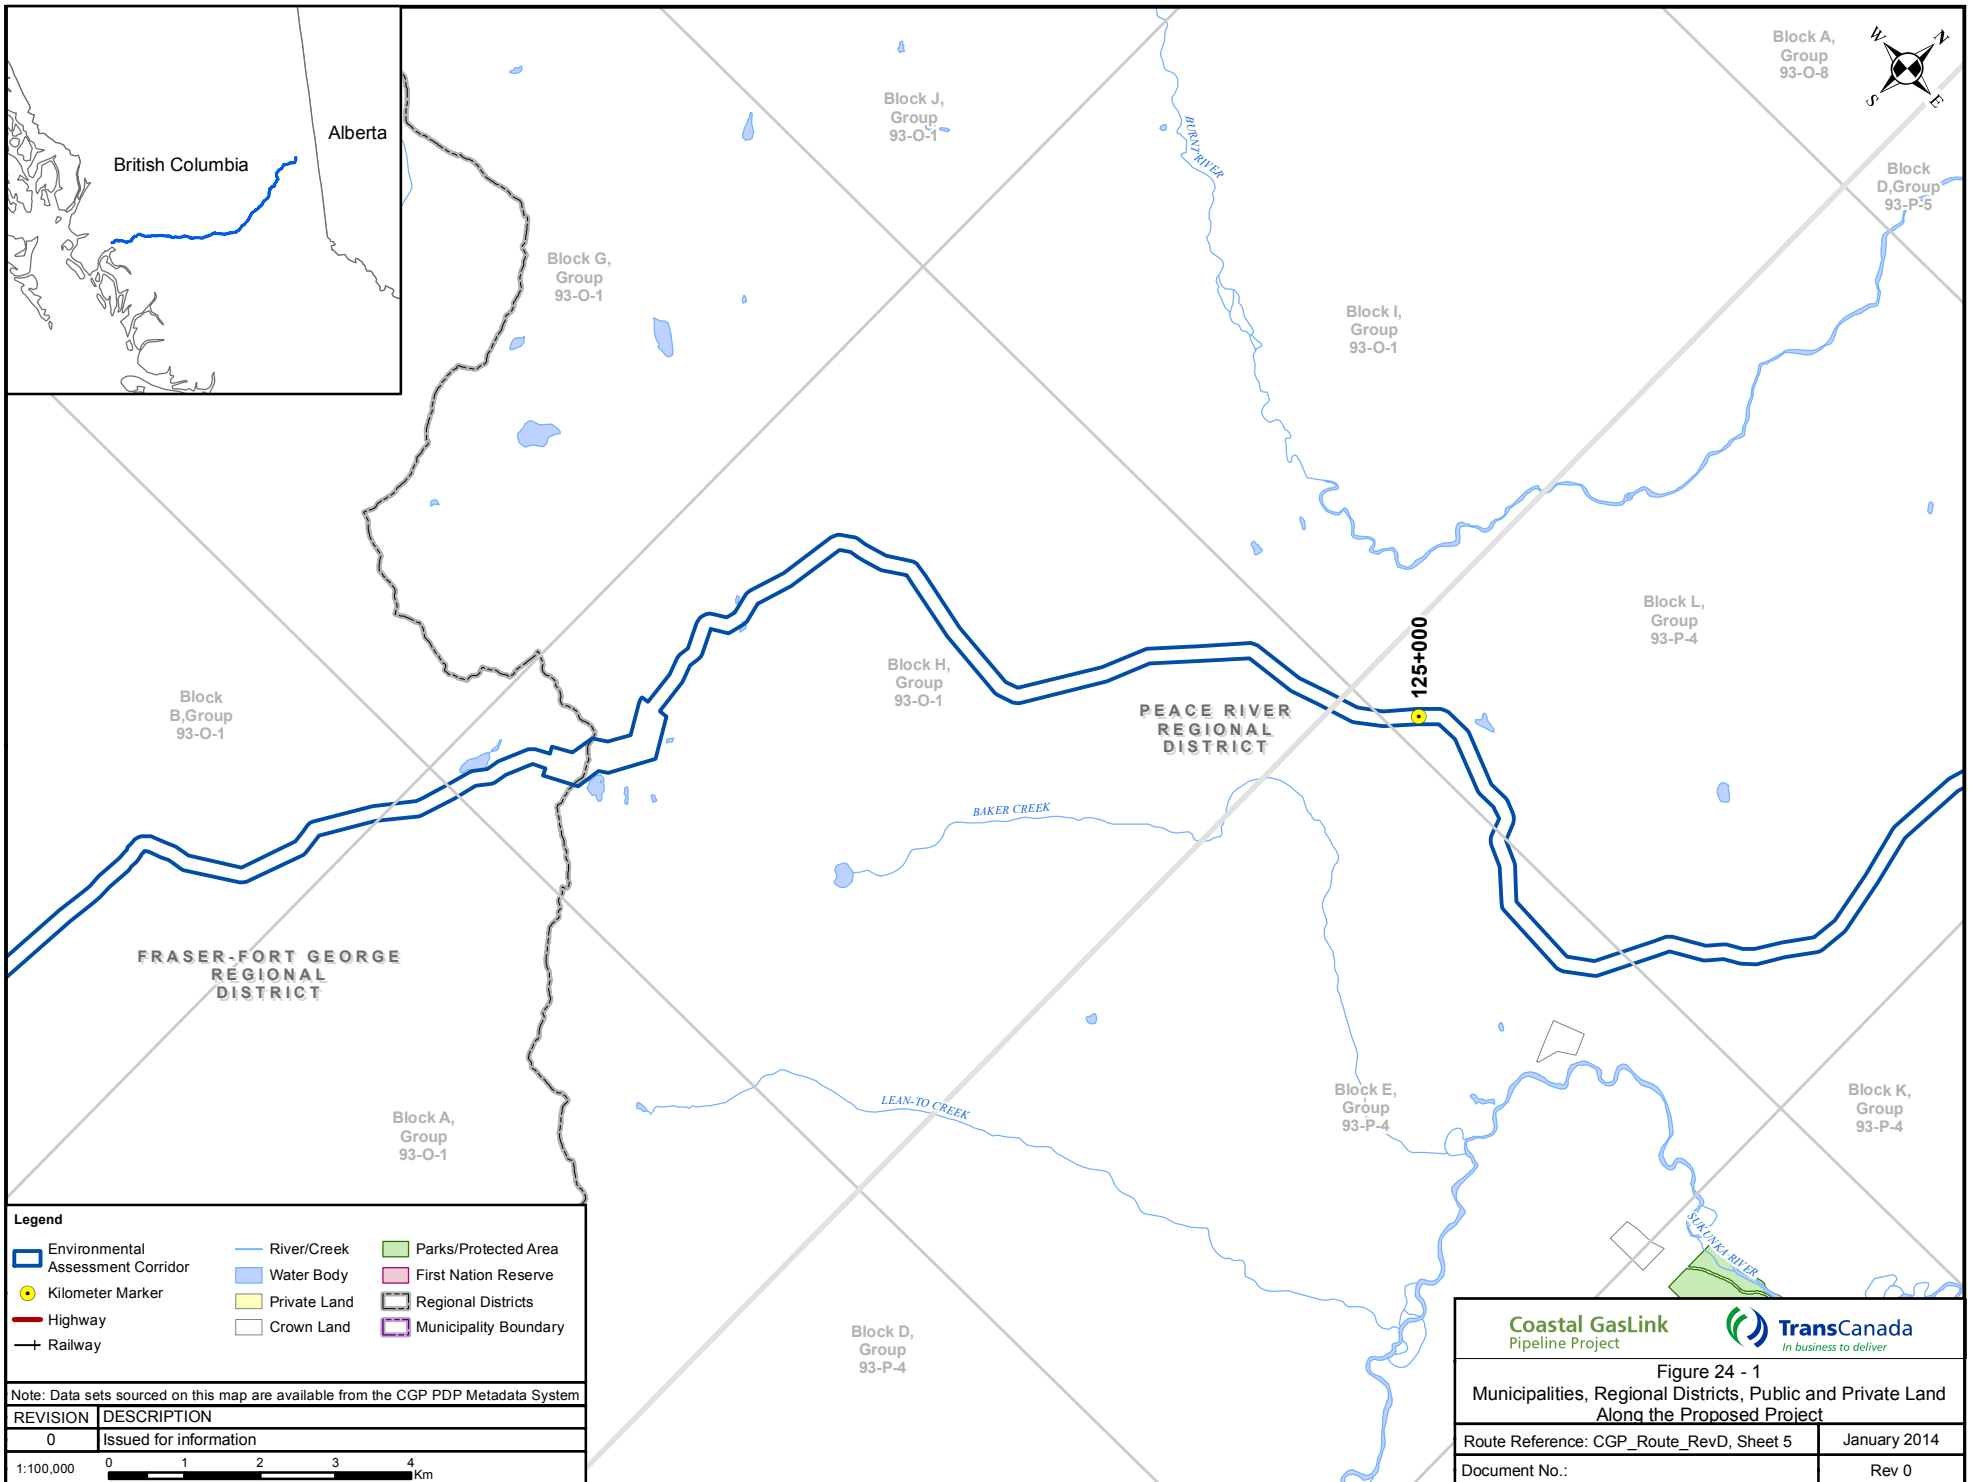 British Columbia
Alberta
Block J,
Group
93-O-1
Block A,
Group
93-O-8
W
N
S
E
BURNT RIVER
Block
D,Group
93-P-5
Block G,
Group
93-O-1
Block I,
Group
93-O-1
Block L,
Group
93-P-4
125+000
Block H,
Group
93-O-1
Block
B,Group
93-O-1
PEACE RIVER
REGIONAL
DISTRICT
BAKER CREEK
FRASER-FORT GEORGE
REGIONAL
DISTRICT
LEAN-TO CREEK
Block E,
Group
93-P-4
Block K,
Group
93-P-4
Block A,
Group
93-O-1
SUKUNKA RIVER
Block D,
Group
93-P-4
Legend
Environmental
Assessment Corridor
Kilometer Marker
Highway
Railway
River/Creek
Water Body
Private Land
Crown Land
Parks/Protected Area
First Nation Reserve
Regional Districts
Municipality Boundary
Note: Data sets sourced on this map are available from the CGP PDP Metadata System
REVISION DESCRIPTION
0 Issued for information
1:100,000 0 1 2 3 4 Km
Coastal GasLink
Pipeline Project
TransCanada
In business to deliver
Figure 24 - 1
Municipalities, Regional Districts, Public and Private Land
Along the Proposed Project
Route Reference: CGP_Route_RevD, Sheet 5
January 2014
Document No.:
Rev 0